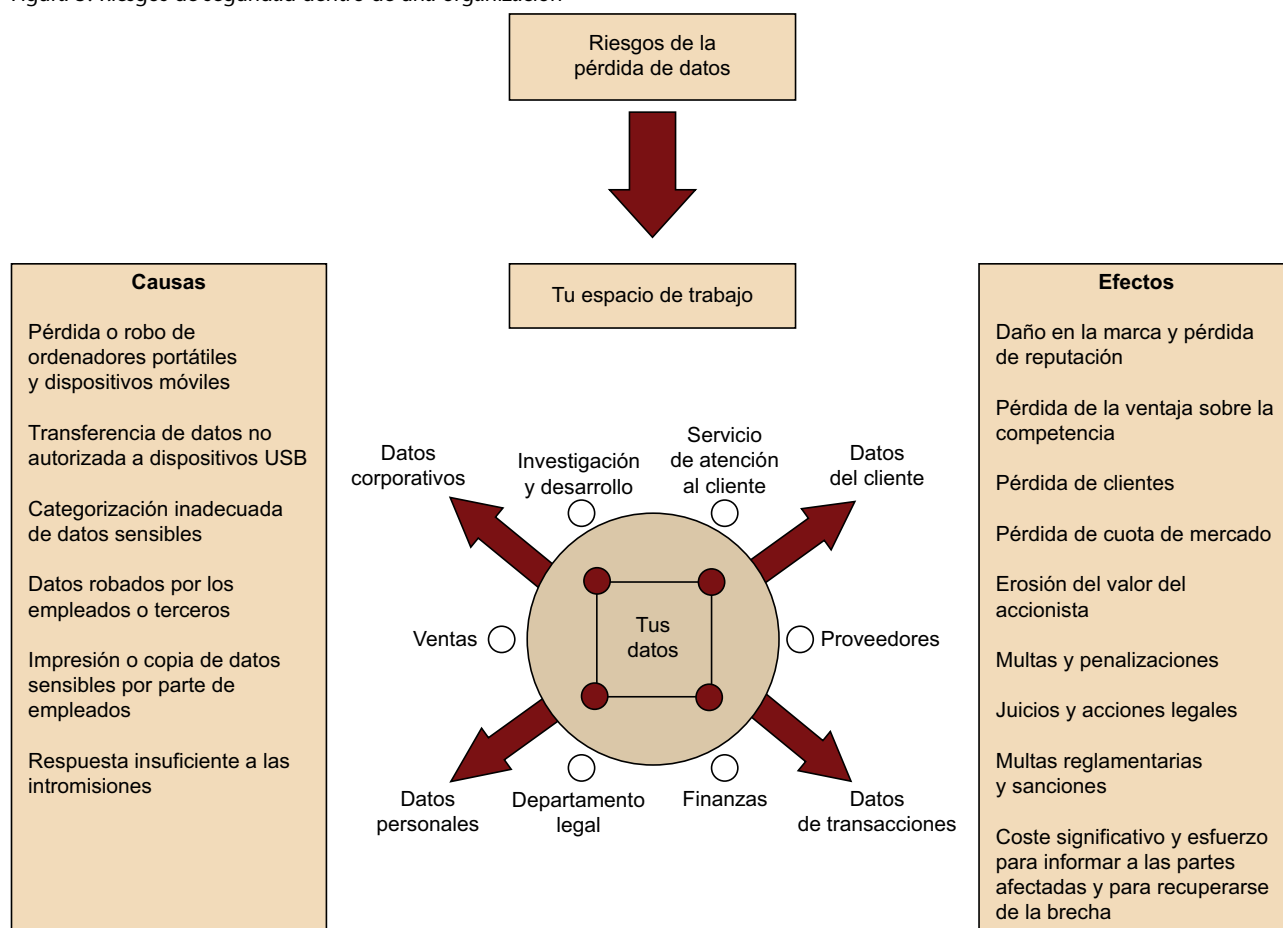 Riesgos de la
pérdida de datos
Tu espacio de trabajo
Causas
Pérdida o robo de
ordenadores portátiles
y dispositivos móviles
Transferencia de datos no
autorizada a dispositivos USB
Categorización inadecuada
de datos sensibles
Datos robados por los
empleados o terceros
Impresión o copia de datos
sensibles por parte de
empleados
Respuesta insuficiente a las
intromisiones
Datos
corporativos
Investigación
y desarrollo
Servicio
de atención
al cliente
Datos
del cliente
Ventas
Tus
datos
Proveedores
Datos
personales
Departamento
legal
Finanzas
Datos
de transacciones
Efectos
Daño en la marca y pérdida
de reputación
Pérdida de la ventaja sobre la
competencia
Pérdida de clientes
Pérdida de cuota de mercado
Erosión del valor del
accionista
Multas y penalizaciones
Juicios y acciones legales
Multas reglamentarias
y sanciones
Coste significativo y esfuerzo
para informar a las partes
afectadas y para recuperarse
de la brecha